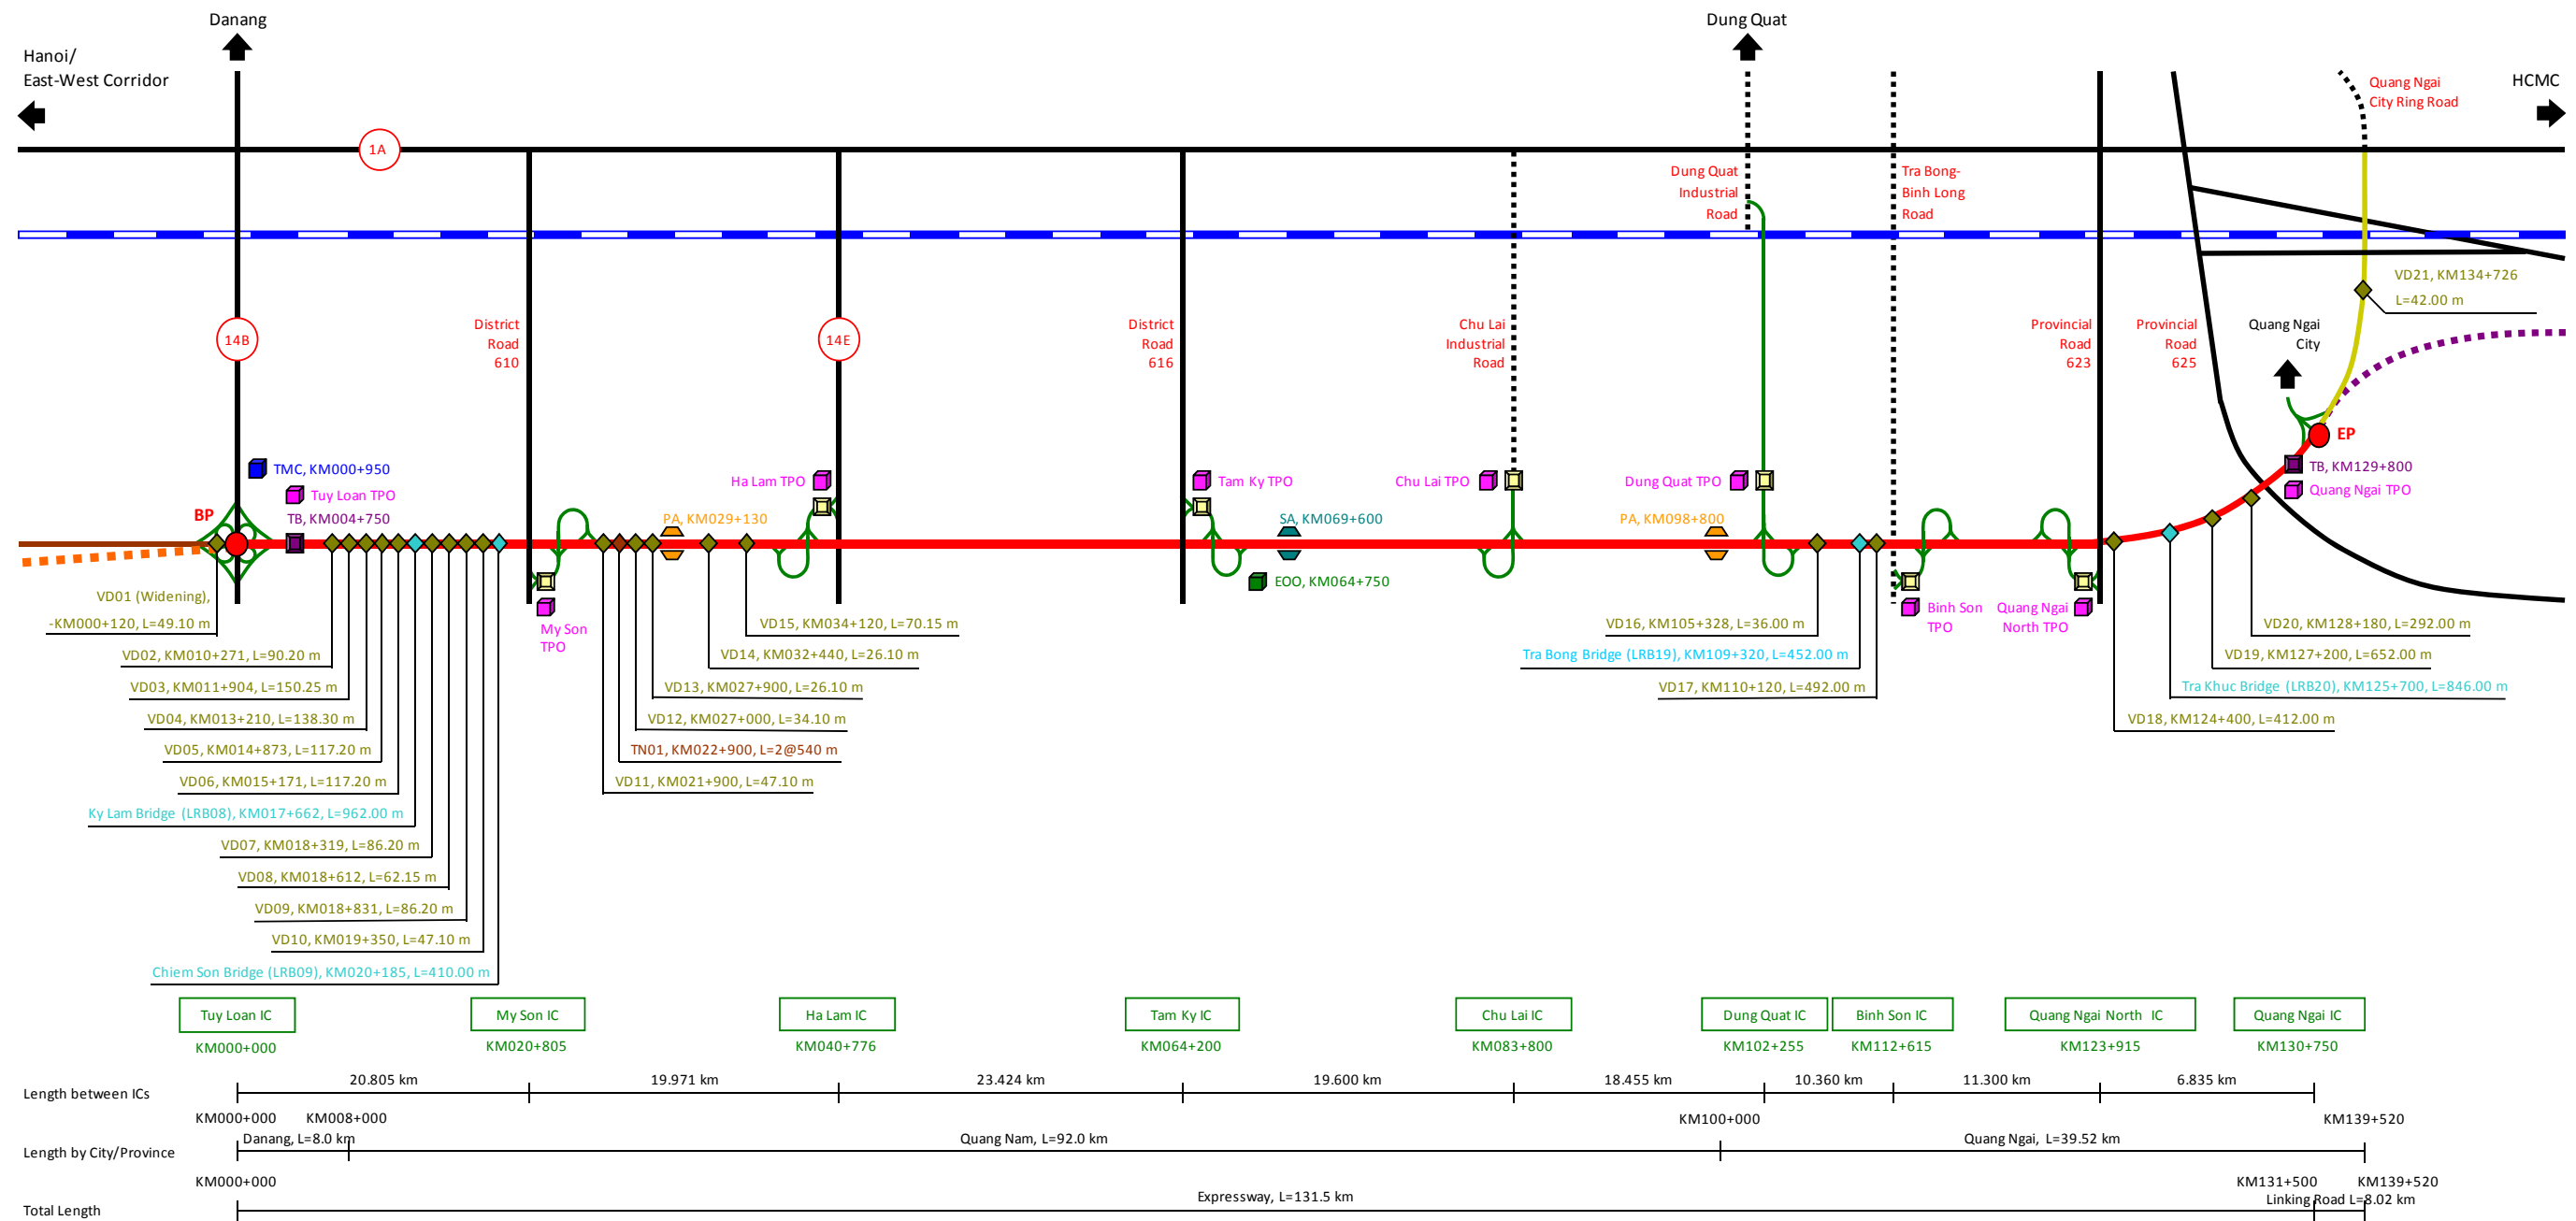 Danang
Dung Quat
Hanoi/
East-West Corridor
Quang Ngai
City Ring Road
HCMC
1A
Dung Quat
Industrial
Road
Tra Bong-
Binh Long
Road
VD21, KM134+726
L=42.00 m
14B
District
Road
610
14E
District
Road
616
Chu Lai
Industrial
Road
Provincial
Road
623
Provincial
Road
625
Quang Ngai
City
EP
TMC, KM000+950
Tuy Loan TPO
TB, KM004+750
BP
Ha Lam TPO
PA, KM029+130
Tam Ky TPO
SA, KM069+600
EOO, KM064+750
Chu Lai TPO
Dung Quat TPO
PA, KM098+800
TB, KM129+800
Quang Ngai TPO
My Son
TPO
Binh Son
TPO
Quang Ngai
North TPO
VD01 (Widening),
-KM000+120, L=49.10 m
VD02, KM010+271, L=90.20 m
VD03, KM011+904, L=150.25 m
VD04, KM013+210, L=138.30 m
VD05, KM014+873, L=117.20 m
VD06, KM015+171, L=117.20 m
Ky Lam Bridge (LRB08), KM017+662, L=962.00 m
VD07, KM018+319, L=86.20 m
VD08, KM018+612, L=62.15 m
VD09, KM018+831, L=86.20 m
VD10, KM019+350, L=47.10 m
Chiem Son Bridge (LRB09), KM020+185, L=410.00 m
VD15, KM034+120, L=70.15 m
VD14, KM032+440, L=26.10 m
VD13, KM027+900, L=26.10 m
VD12, KM027+000, L=34.10 m
TN01, KM022+900, L=2@540 m
VD11, KM021+900, L=47.10 m
VD16, KM105+328, L=36.00 m
Tra Bong Bridge (LRB19), KM109+320, L=452.00 m
VD17, KM110+120, L=492.00 m
VD20, KM128+180, L=292.00 m
VD19, KM127+200, L=652.00 m
Tra Khuc Bridge (LRB20), KM125+700, L=846.00 m
VD18, KM124+400, L=412.00 m
Tuy Loan IC
My Son IC
Ha Lam IC
Tam Ky IC
Chu Lai IC
Dung Quat IC
Binh Son IC
Quang Ngai North IC
Quang Ngai IC
KM000+000
KM020+805
KM040+776
KM064+200
KM083+800
KM102+255
KM112+615
KM123+915
KM130+750
Length between ICs
20.805 km
19.971 km
23.424 km
19.600 km
18.455 km
10.360 km
11.300 km
6.835 km
KM000+000
KM008+000
KM100+000
KM139+520
Length by City/Province
Danang, L=8.0 km
Quang Nam, L=92.0 km
Quang Ngai, L=39.52 km
KM000+000
KM131+500
KM139+520
Total Length
Expressway, L=131.5 km
Linking Road L=8.02 km